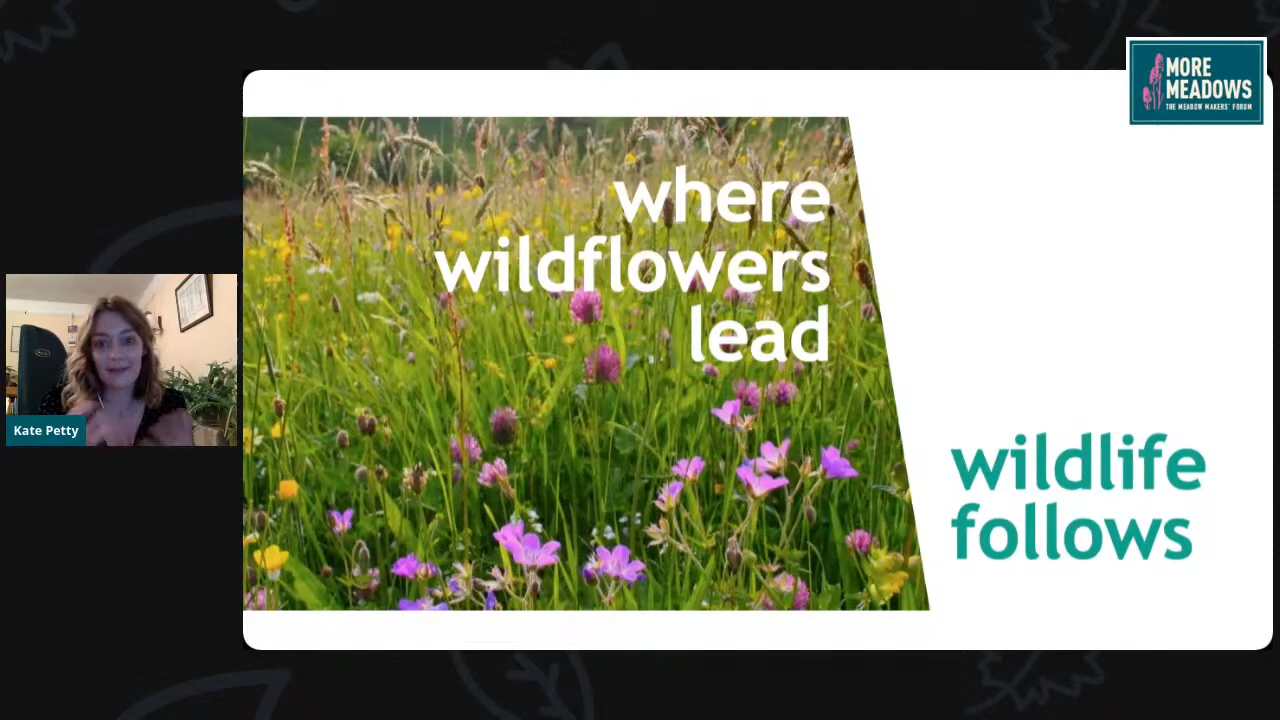 MORE
MEADOWS
THE MEADOW MAKERS' FORUM
where
wildflowers
lead
wildlife
follows
Kate Petty